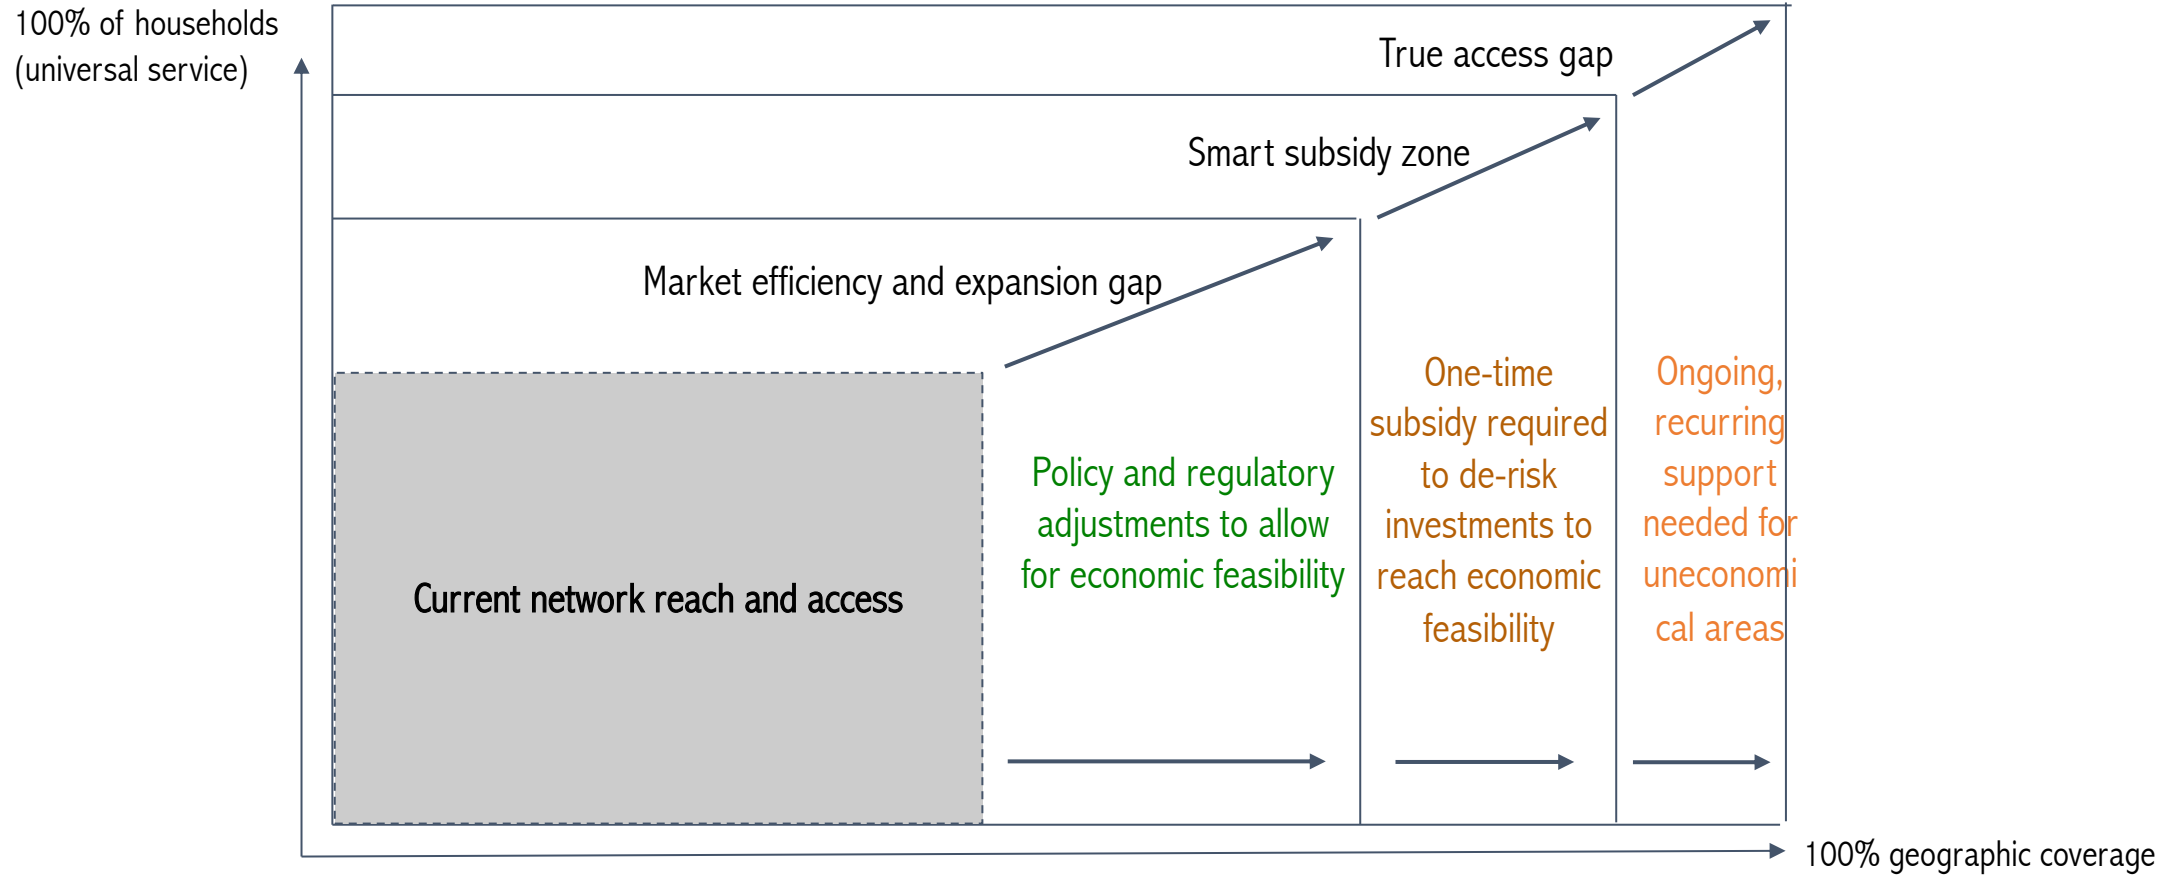 100% of households
(universal service)
True access gap
Smart subsidy zone
Market efficiency and expansion gap
Current network reach and access
Policy and regulatory
adjustments to allow
for economic feasibility
One-time
subsidy required
to de-risk
investments to
reach economic
feasibility
Ongoing,
recurring
support
needed for
uneconomi
cal areas
100% geographic coverage